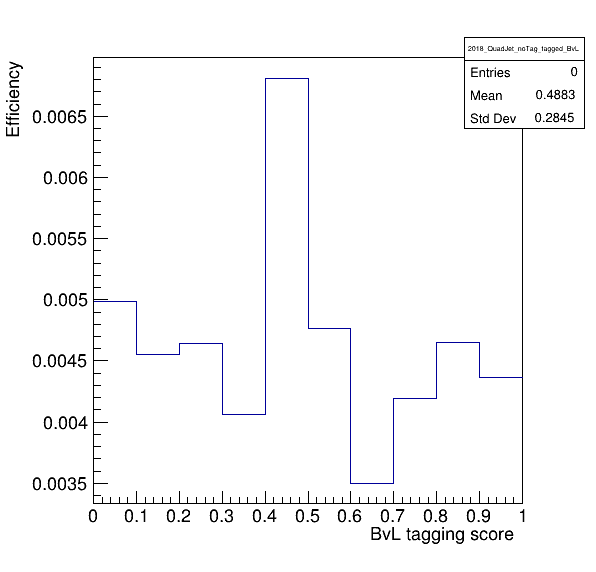 2018_QuadJet_noTag_tagged_BvL
Entries 0
Mean 0.4883
Std Dev 0.2845
Efficiency
0.0065
0.006
0.0055
0.005
0.0045
0.004
0.0035
0 0.1 0.2 0.3 0.4 0.5 0.6 0.7 0.8 0.9 1
BvL tagging score